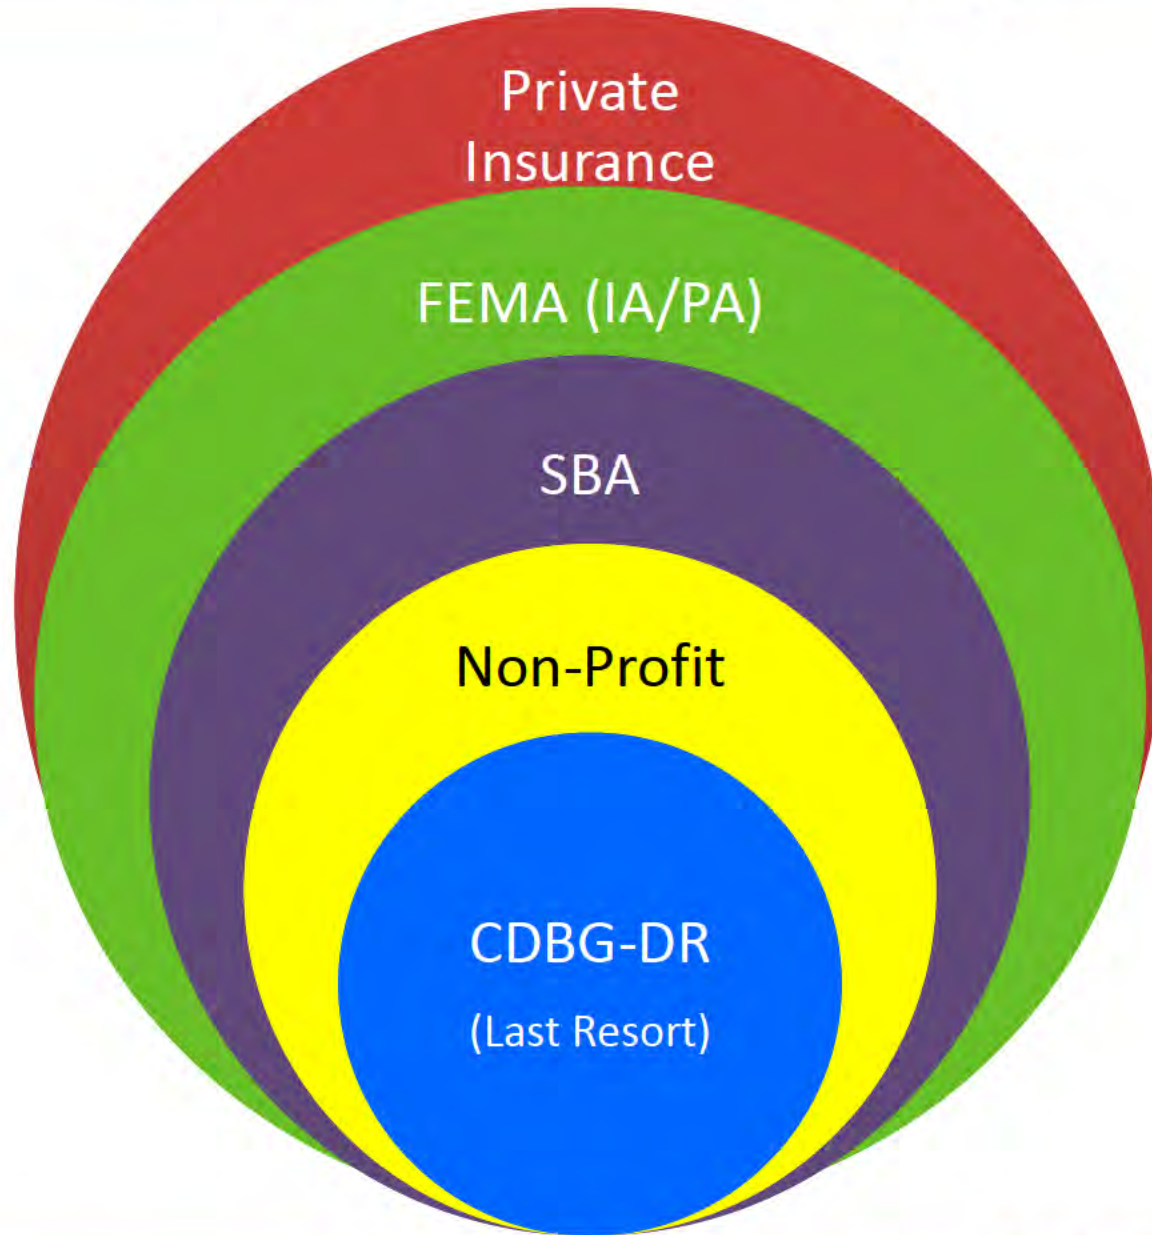 Private
Insurance
FEMA (IA/PA)
SBA
Non-Profit
CDBG-DR
(Last Resort)